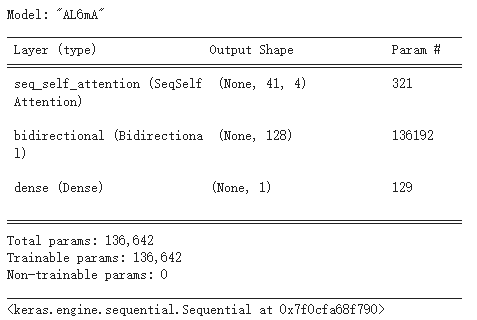 Model: "AL6mA"
Layer (type) Output Shape Param #
seq_self_attention (SeqSelf (None, 41, 4) 321
Attention)
bidirectional (Bidirectiona (None, 128) 136192
l)
dense (Dense) (None, 1) 129
Total params: 136,642
Trainable params: 136,642
Non-trainable params: 0
<keras.engine.sequential.Sequential at 0x7f0cfa68f790>